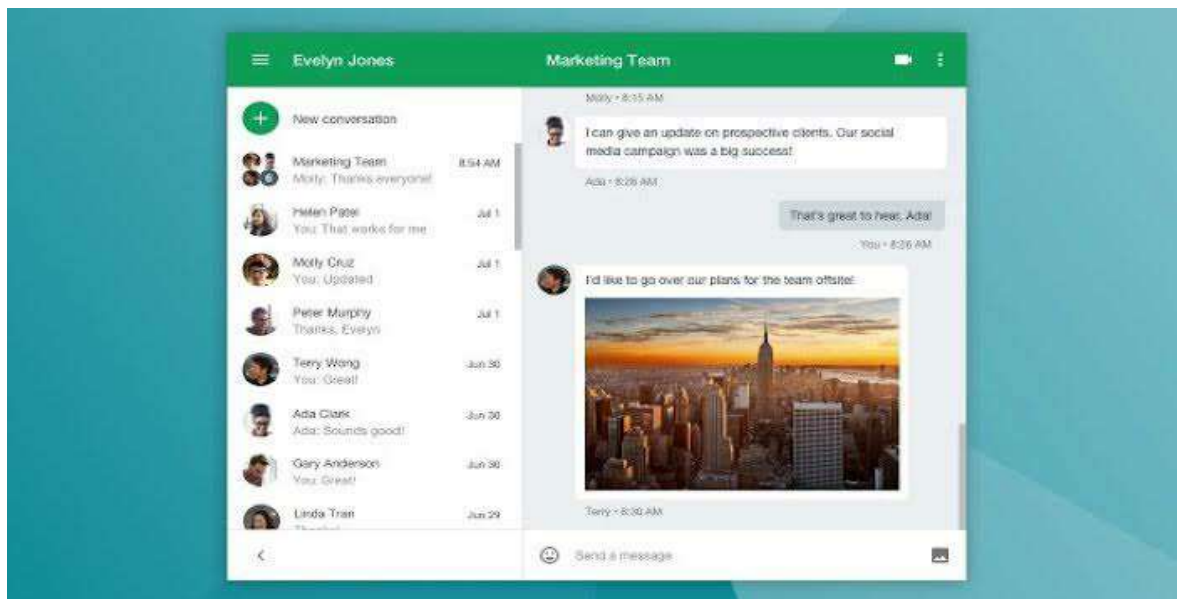 Evelyn Jones
Marketing Team
New conversation
Marketing Team 8:54 AM
Molly: Thanks everyone!
6
Helen Patel Jul 1
You: That works for me
Molly Cruz Jul 1
You: Updated
Peter Murphy Jul 1
Thanks, Evelyn
Terry Wong Jun 30
You: Great!
Ada Clark Jun 30
Ada: Sounds good!
Gary Anderson Jun 30
You: Great!
Linda Tran Jun 29
Molly • 8:15 AM
I can give an update on prospective clients. Our social
media campaign was a big success!
Ada • 8:26 AM
That's great to hear, Ada!
You • 8:26 AM
I'd like to go over our plans for the team offsite!
Terry • 8:30 AM
Send a message